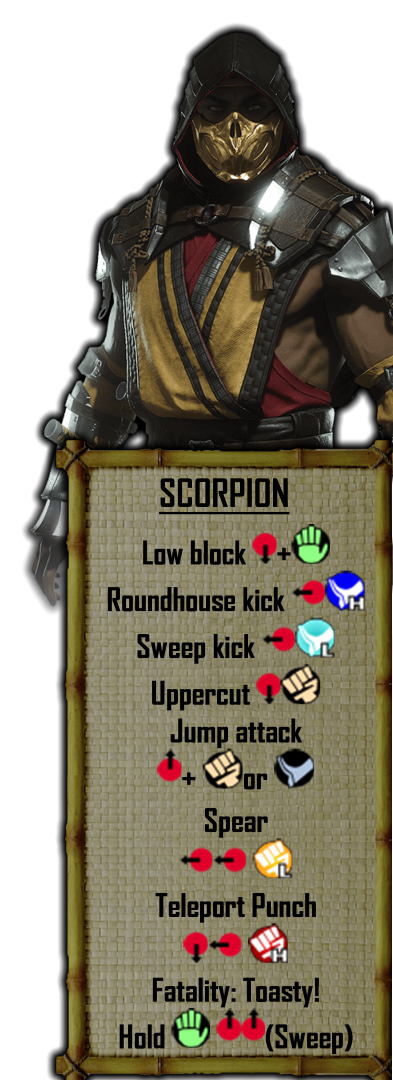 SCORPION
Low block +
Roundhouse kick H
Sweep kick L
Uppercut
Jump attack
+ or
Spear
L
Teleport Punch
H
Fatality: Toasty!
Hold (Sweep)